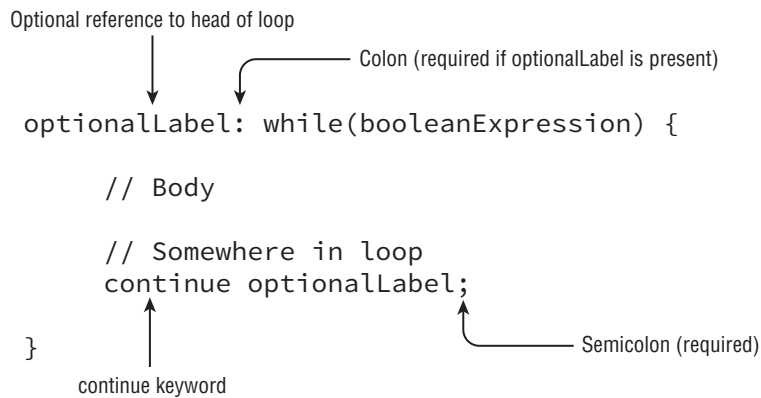 Optional reference to head of loop
Colon (required if optionalLabel is present)
optionalLabel: while(booleanExpression) {
// Body
// Somewhere in loop
continue optionalLabel;
}
Semicolon (required)
continue keyword